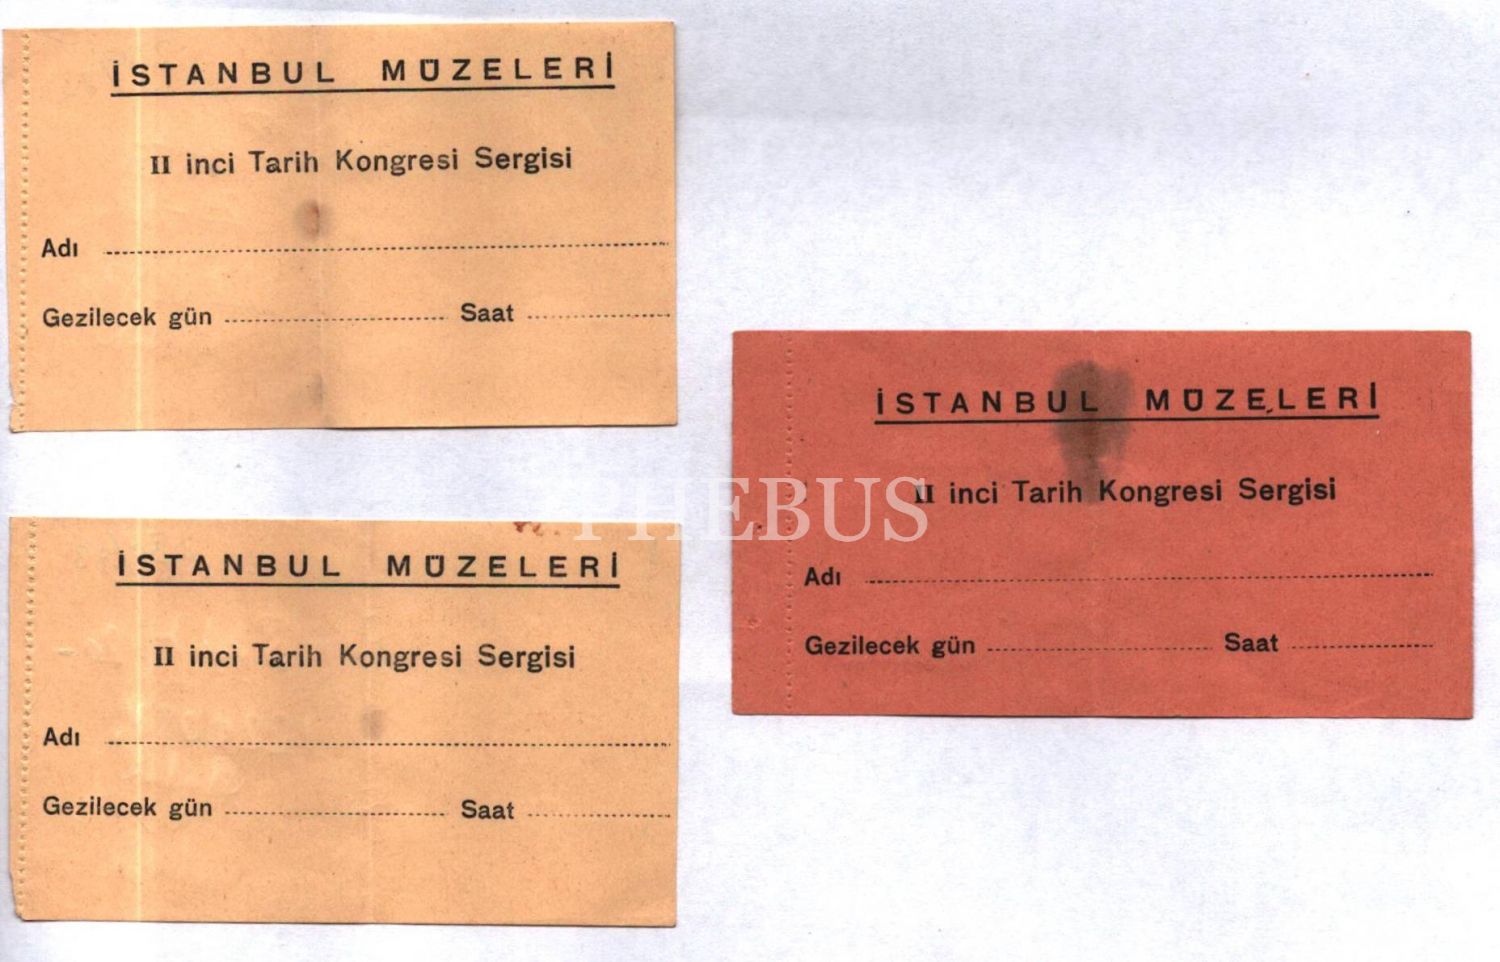 İSTANBUL MÜZELERİ
II inci Tarih Kongresi Sergisi
Adı
Gezilecek gün Saat
İSTANBUL MÜZELERİ
II inci Tarih Kongresi Sergisi
Adı
Gezilecek gün Saat
İSTANBUL MÜZELERİ
II inci Tarih Kongresi Sergisi
Adı
Gezilecek gün Saat
PHEBUS